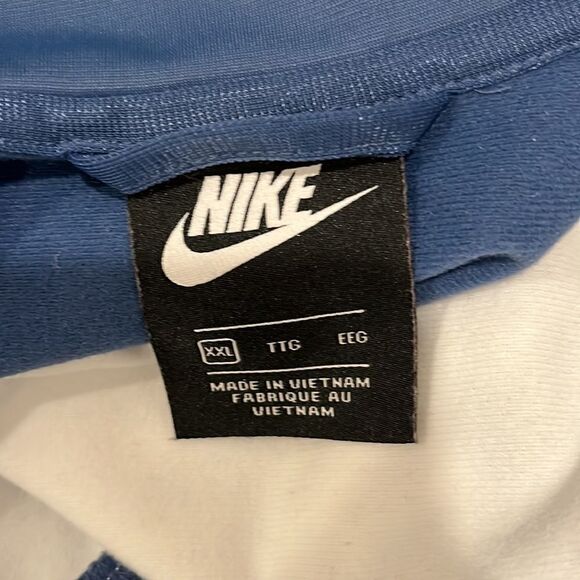 NIKE
XXL TTG EEG
MADE IN VIETNAM
FABRIQUE AU
VIETNAM